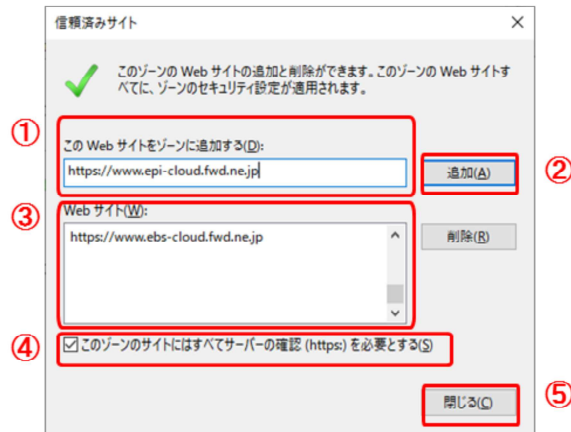 信頼済みサイト
このゾーンの Web サイトの追加と削除ができます。このゾーンの Web サイトす
べてに、ゾーンのセキュリティ設定が適用されます。
①
この Web サイトをゾーンに追加する(D):
https://www.epi-cloud.fwd.ne.jp
追加(A)
②
③
Web サイト(W):
https://www.ebs-cloud.fwd.ne.jp
削除(R)
④
このゾーンのサイトにはすべてサーバーの確認 (https:) を必要とする(S)
閉じる(C)
⑤